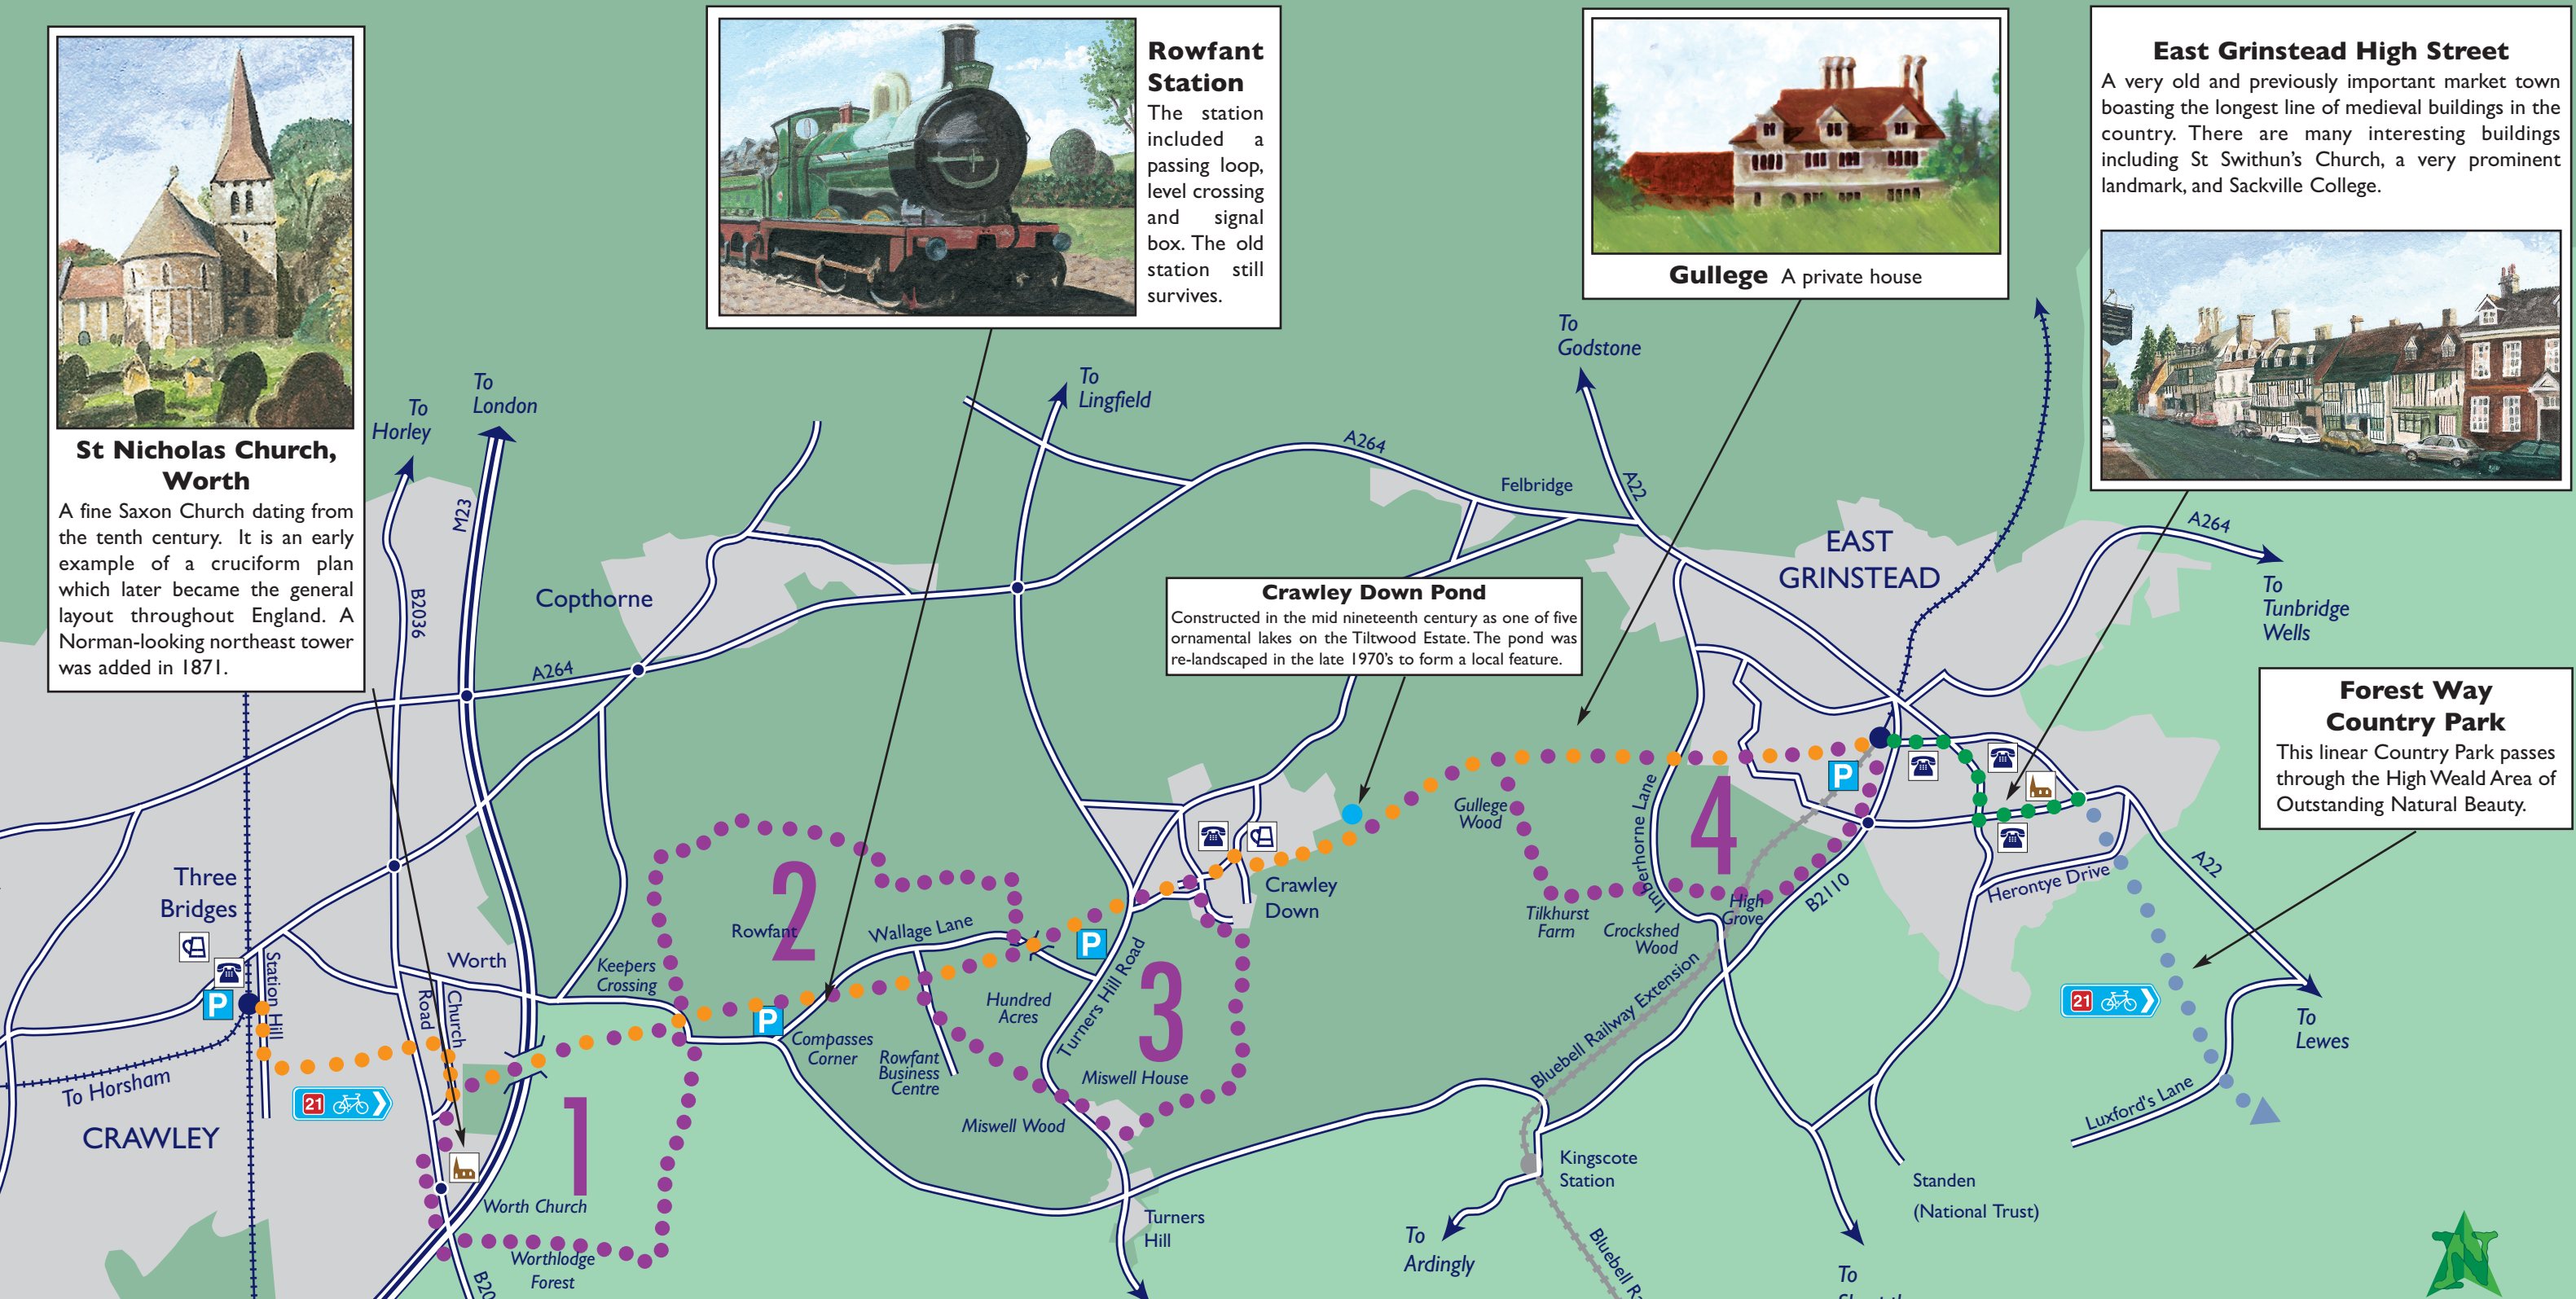 St Nicholas Church,
Worth
A fine Saxon Church dating from
the tenth century. It is an early
example of a cruciform plan
which later became the general
layout throughout England. A
Norman-looking northeast tower
was added in 1871.
Rowfant
Station
The station
included a
passing loop,
level crossing
and signal
box. The old
station still
survives.
Gullege A private house
East Grinstead High Street
A very old and previously important market town
boasting the longest line of medieval buildings in the
country. There are many interesting buildings
including St Swithun's Church, a very prominent
landmark, and Sackville College.
Crawley Down Pond
Constructed in the mid nineteenth century as one of five
ornamental lakes on the Tiltwood Estate. The pond was
re-landscaped in the late 1970's to form a local feature.
Forest Way
Country Park
This linear Country Park passes
through the High Weald Area of
Outstanding Natural Beauty.
To
Horley
To
London
To
Lingfield
To
Godstone
M23
B2036
A264
A264
A22
A264
Felbridge
EAST
GRINSTEAD
To
Tunbridge
Wells
Copthorne
Three
Bridges
P
Station Hill
Worth
Church
Road
To Horsham
21
CRAWLEY
1
Worth Church
Worthlodge
Forest
B20
Keepers
Crossing
2
Rowfant
Wallage Lane
P
Compasses
Corner
Rowfant
Business
Centre
Hundred
Acres
P
Turners Hill Road
3
Miswell House
Miswell Wood
Turners
Hill
Crawley
Down
Gullege
Wood
Tilkhurst
Farm
Imberhorne Lane
Crockshed
Wood
4
High
Grove
P
B2110
Herontye Drive
A22
21
To
Lewes
Luxford's Lane
Bluebell Railway Extension
Kingscote
Station
Bluebell R
To
Ardingly
Standen
(National Trust)
To
N